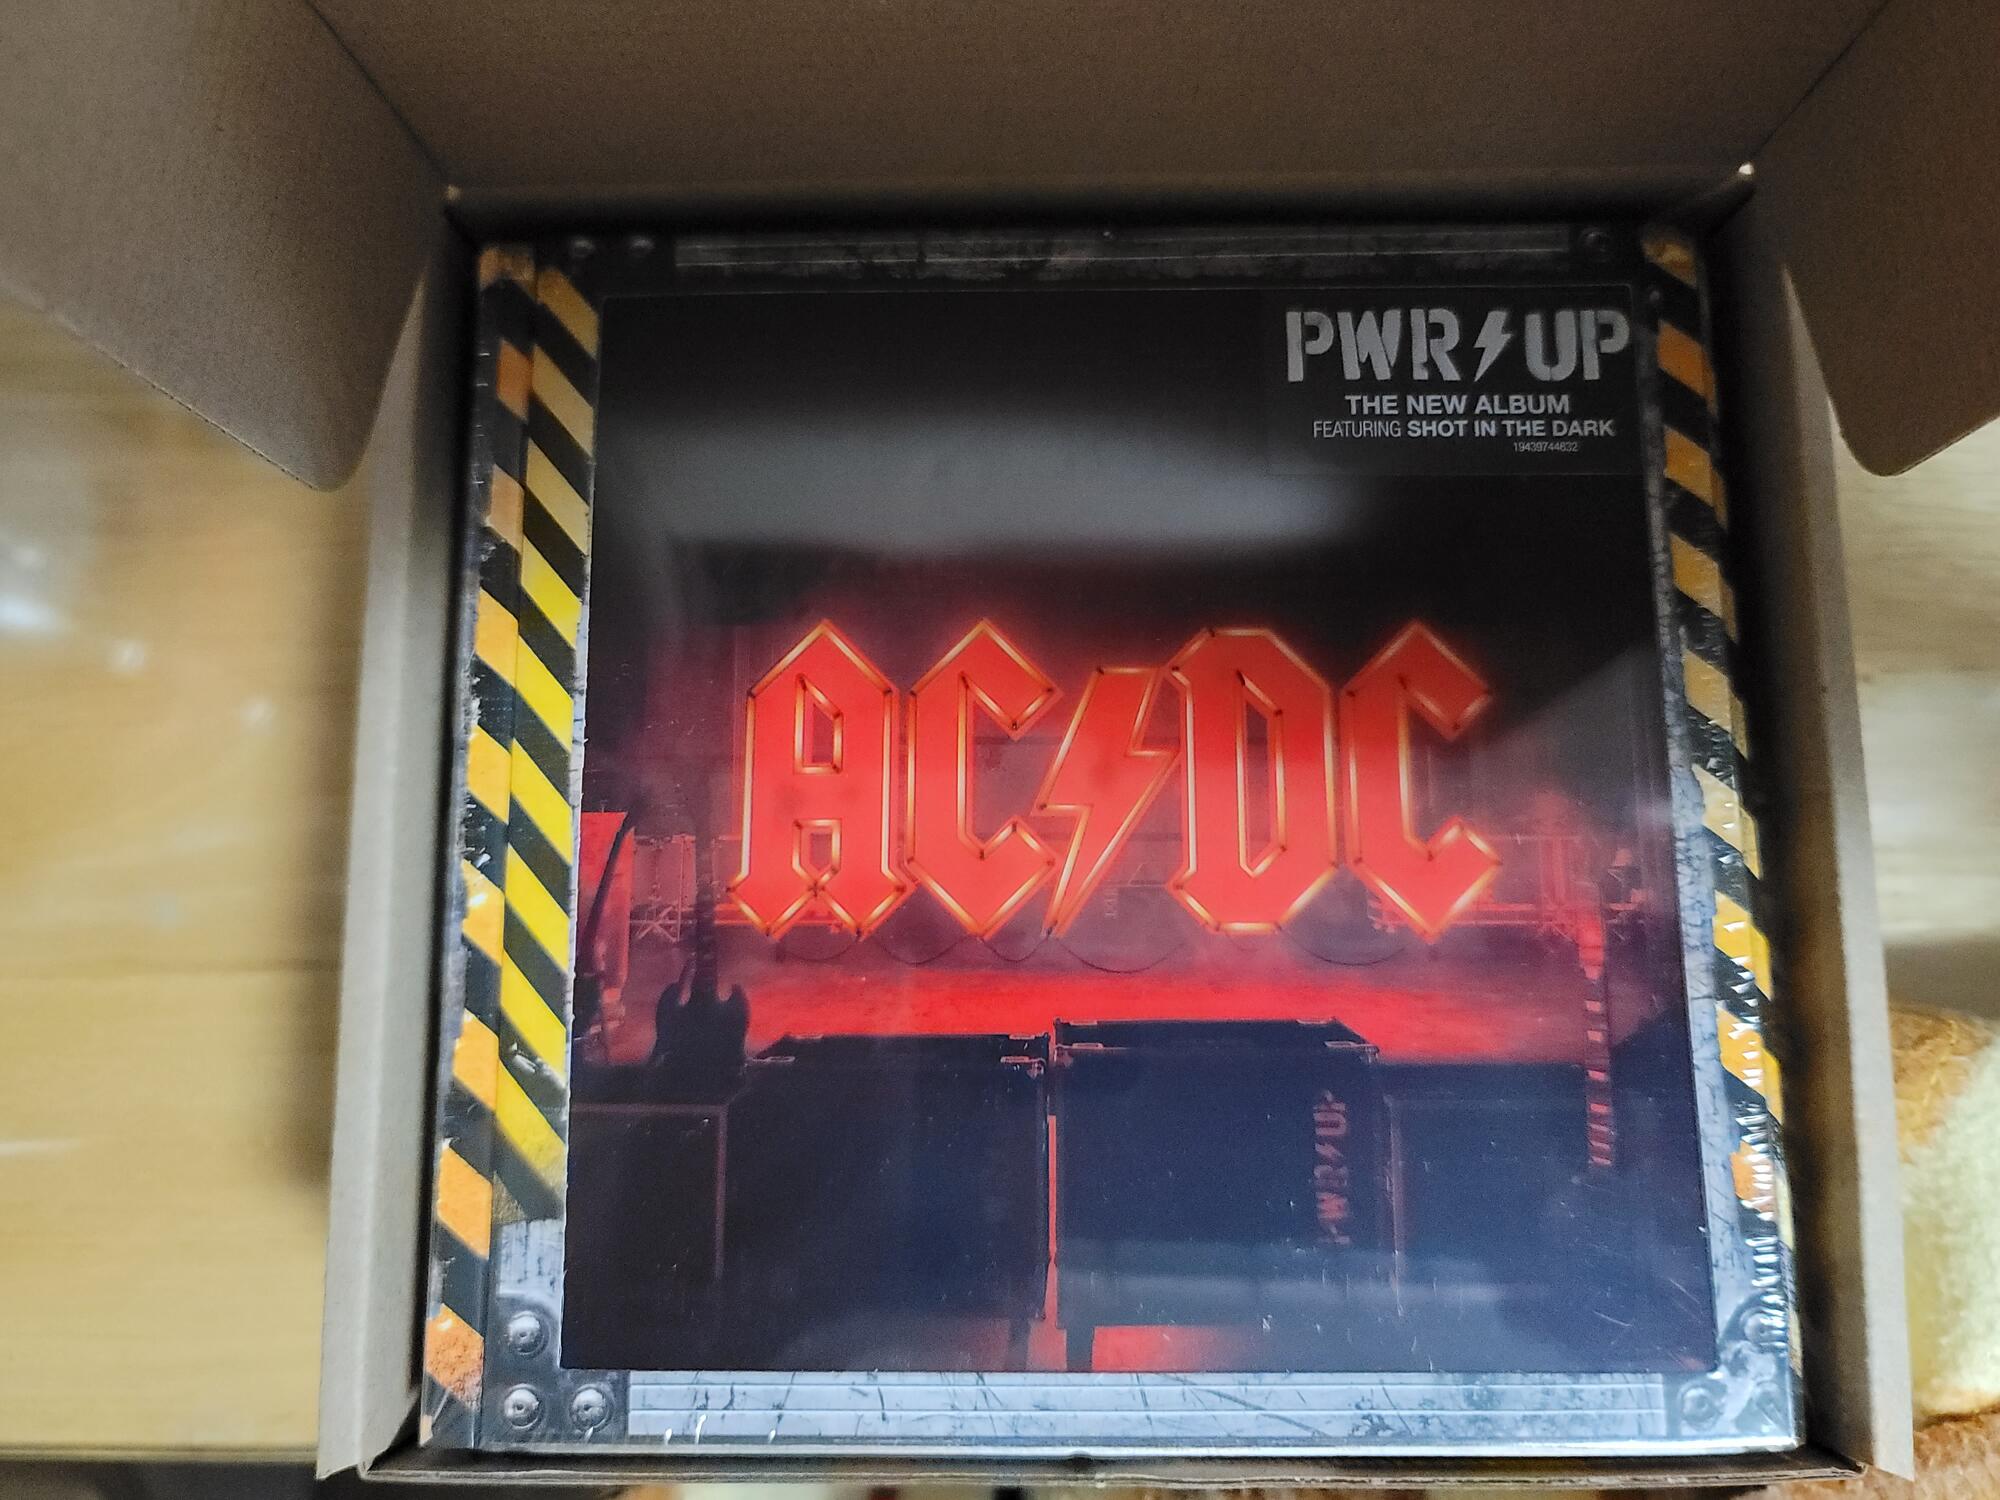 PWR⚡UP
THE NEW ALBUM
FEATURING SHOT IN THE DARK
19439744632
AC⚡DC
PWR⚡UP